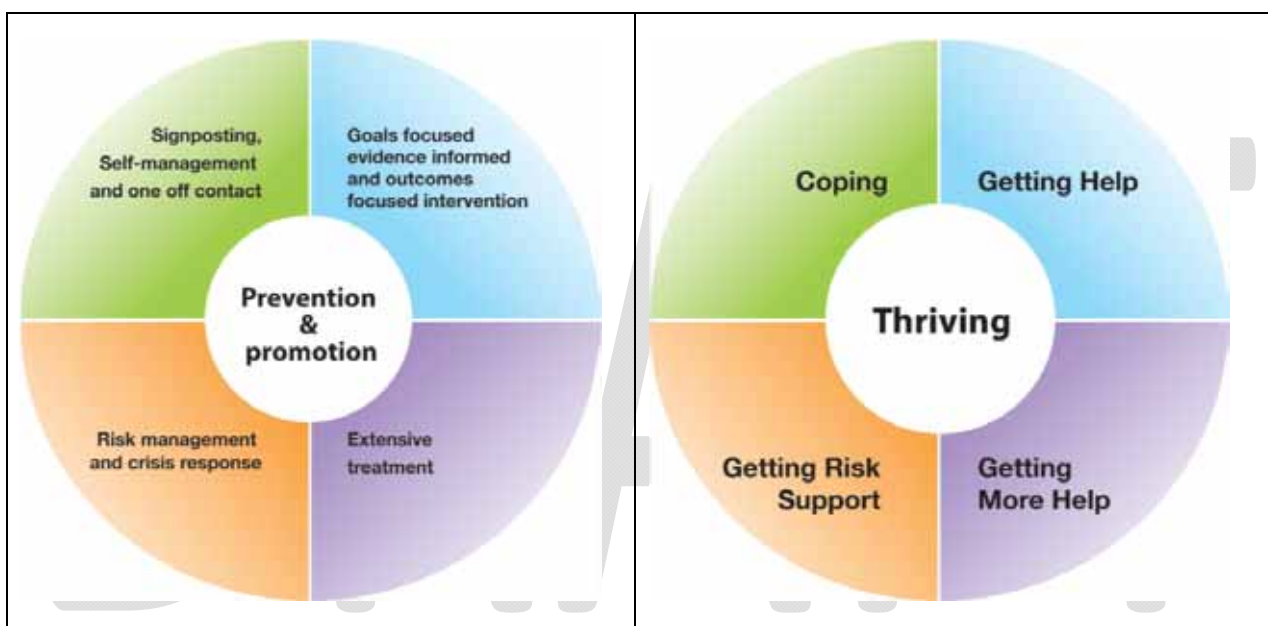 Signposting,
Self-management
and one off contact
Goals focused
evidence informed
and outcomes
focused intervention
Prevention
&
promotion
Risk management
and crisis response
Extensive
treatment
Coping
Getting Help
Thriving
Getting Risk
Support
Getting
More Help